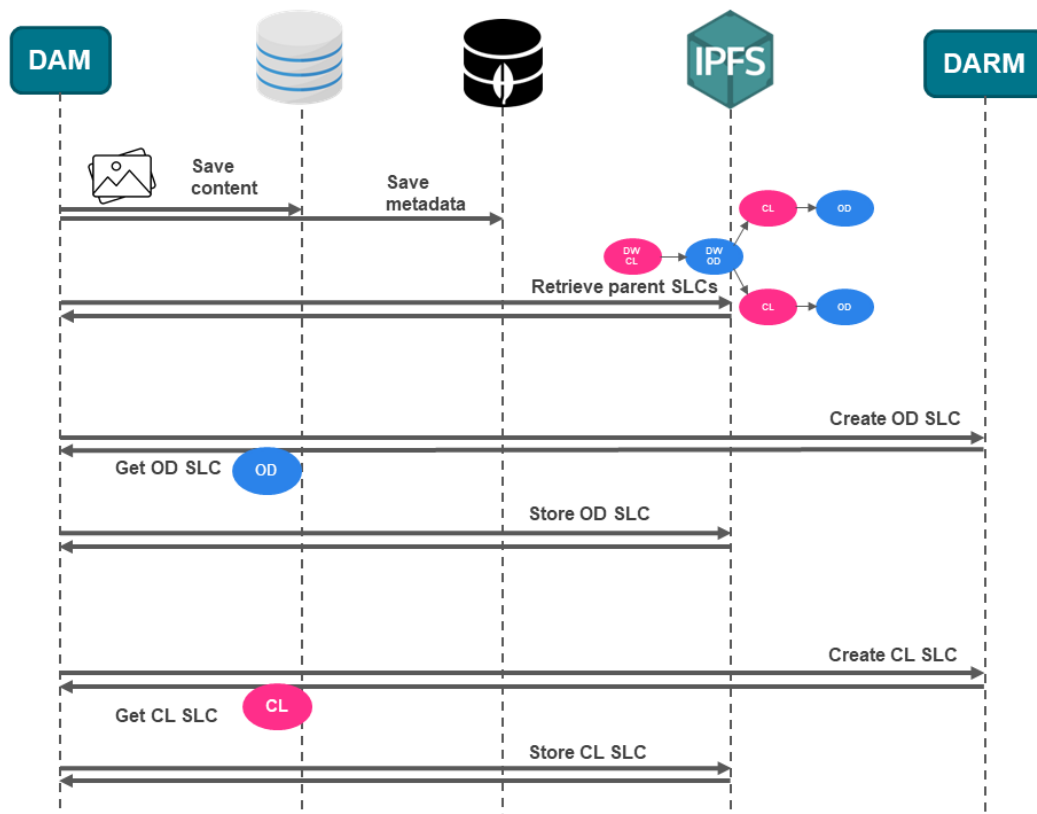 DAM
IPFS
DARM
Save
content
Save
metadata
CL
OD
DW
CL
DW
OD
Retrieve parent SLCs
CL
OD
Create OD SLC
Get OD SLC
OD
Store OD SLC
Create CL SLC
CL
Get CL SLC
Store CL SLC